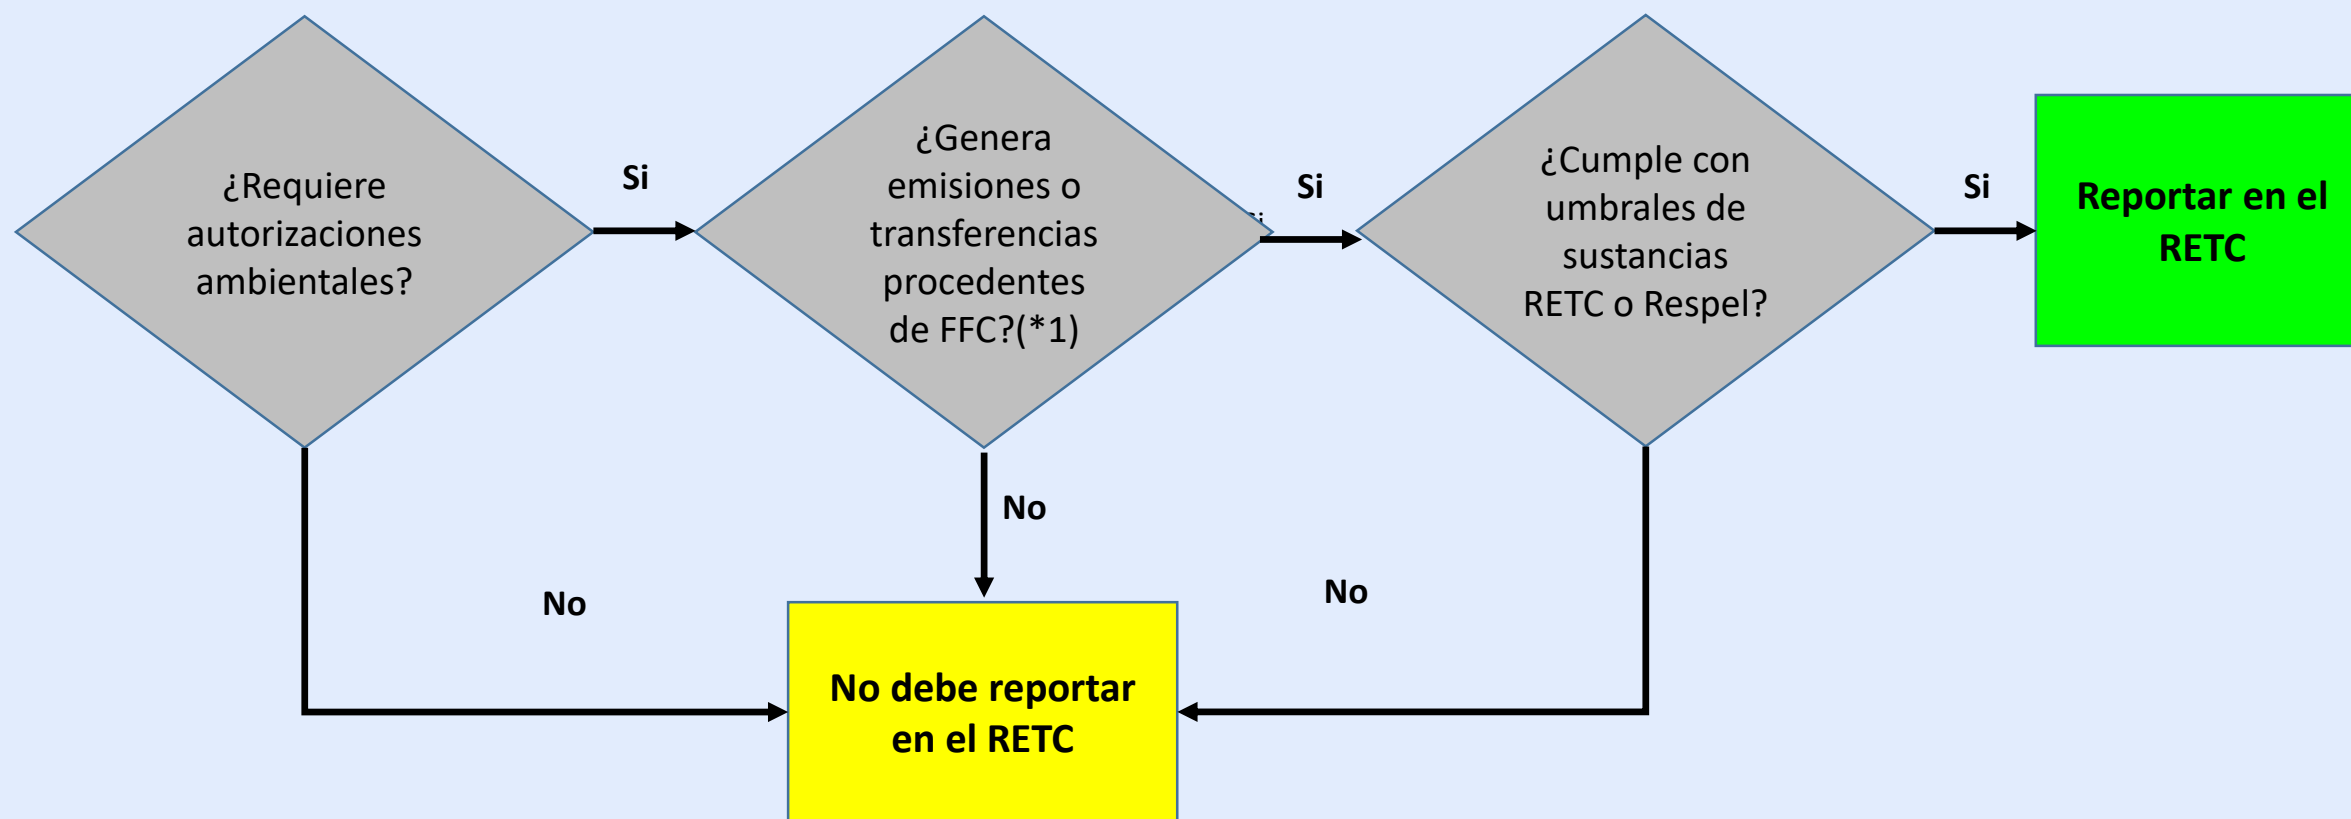 ¿Requiere
autorizaciones
ambientales?
Si
¿Genera
emisiones o
transferencias
procedentes
de FFC?(*1)
Si
¿Cumple con
umbrales de
sustancias
RETC o Respel?
Si
Reportar en el
RETC
No
No
No
No debe reportar
en el RETC